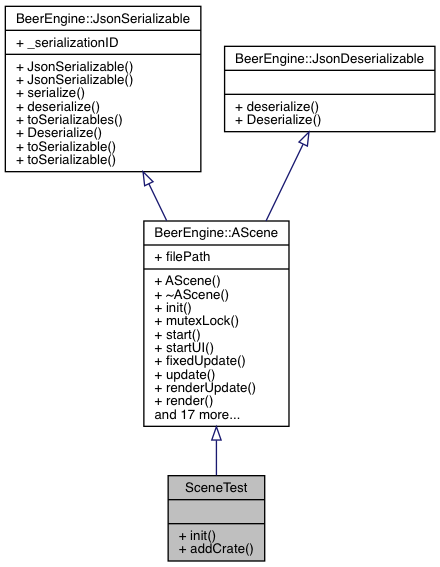 BeerEngine::JsonSerializable
+ _serializationID
+ JsonSerializable()
+ JsonSerializable()
+ serialize()
+ deserialize()
+ toSerializables()
+ Deserialize()
+ toSerializable()
+ toSerializable()
BeerEngine::JsonDeserializable
+ deserialize()
+ Deserialize()
BeerEngine::AScene
+ filePath
+ AScene()
+ ~AScene()
+ init()
+ mutexLock()
+ start()
+ startUI()
+ fixedUpdate()
+ update()
+ renderUpdate()
+ render()
and 17 more...
SceneTest
+ init()
+ addCrate()